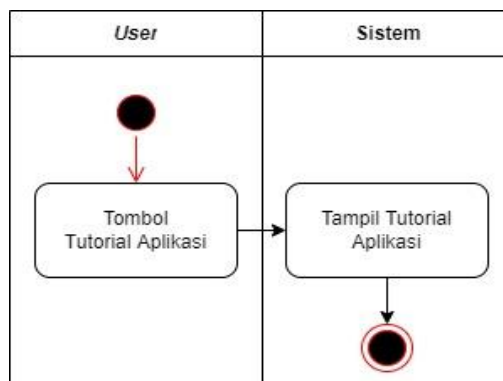 User
Sistem
Tombol
Tutorial Aplikasi
Tampil Tutorial
Aplikasi